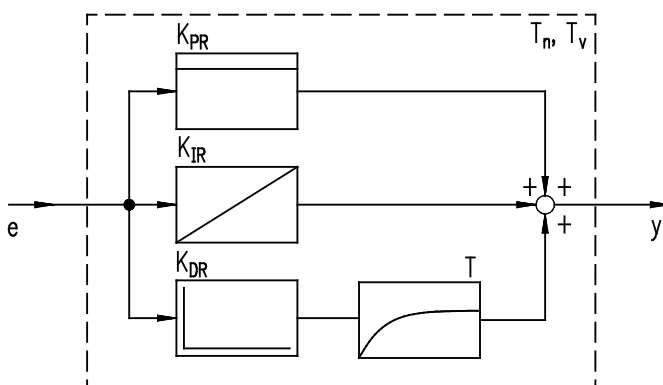 K_PR
T_n, T_v
K_IR
+ +
e
+
y
K_DR
T